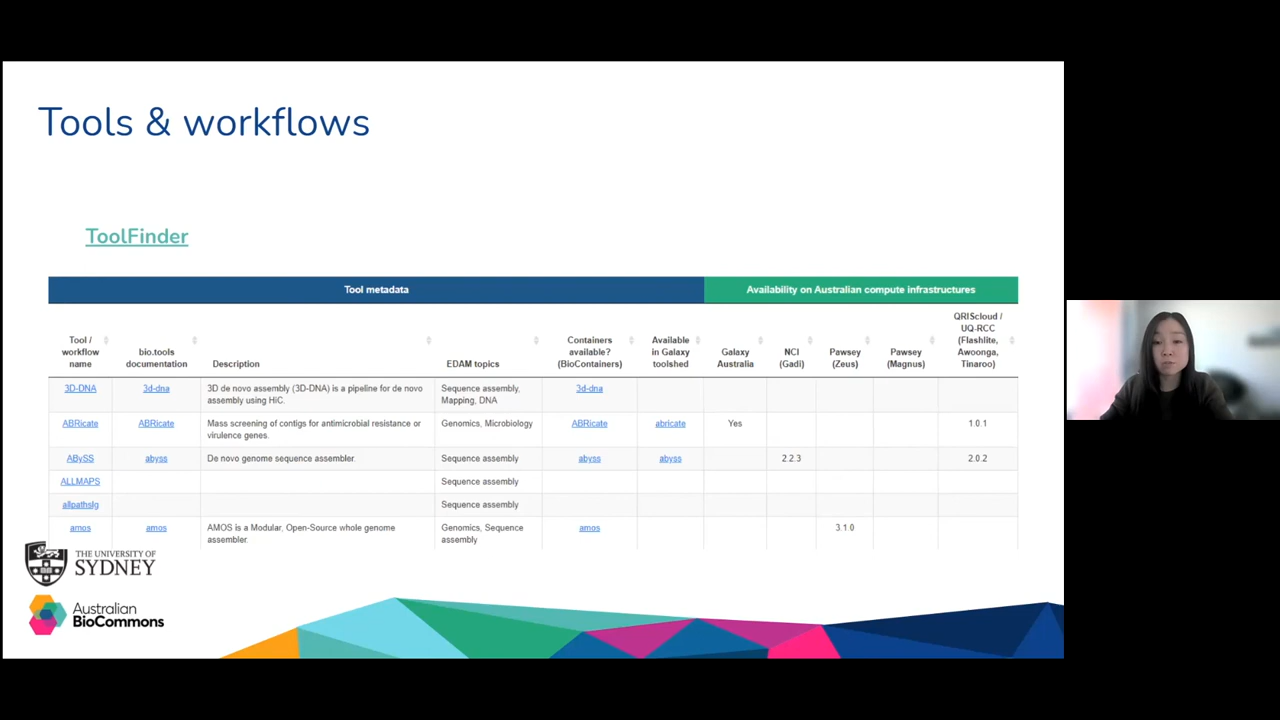 Tools & workflows
ToolFinder
Tool metadata
Availability on Australian compute infrastructures
Tool /
workflow
name
bio.tools
documentation
Description
EDAM topics
Containers
available?
(BioContainers)
Available
in Galaxy
toolshed
Galaxy
Australia
NCI
(Gadi)
Pawsey
(Zeus)
Pawsey
(Magnus)
QRIScloud /
UQ-RCC
(Flashlite,
Awoonga,
Tinaroo)
3D-DNA
3d-dna
3D de novo assembly (3D-DNA) is a pipeline for de novo
assembly using HiC.
Sequence assembly,
Mapping, DNA
3d-dna
ABRicate
ABRicate
Mass screening of contigs for antimicrobial resistance or
virulence genes.
Genomics, Microbiology
ABRicate
abricate
Yes
1.0.1
ABySS
abyss
De novo genome sequence assembler.
Sequence assembly
abyss
abyss
2.2.3
2.0.2
ALLMAPS
Sequence assembly
allpathslg
Sequence assembly
amos
amos
AMOS is a Modular, Open-Source whole genome
assembler.
Genomics, Sequence
assembly
amos
3.1.0
THE UNIVERSITY OF
SYDNEY
Australian
BioCommons